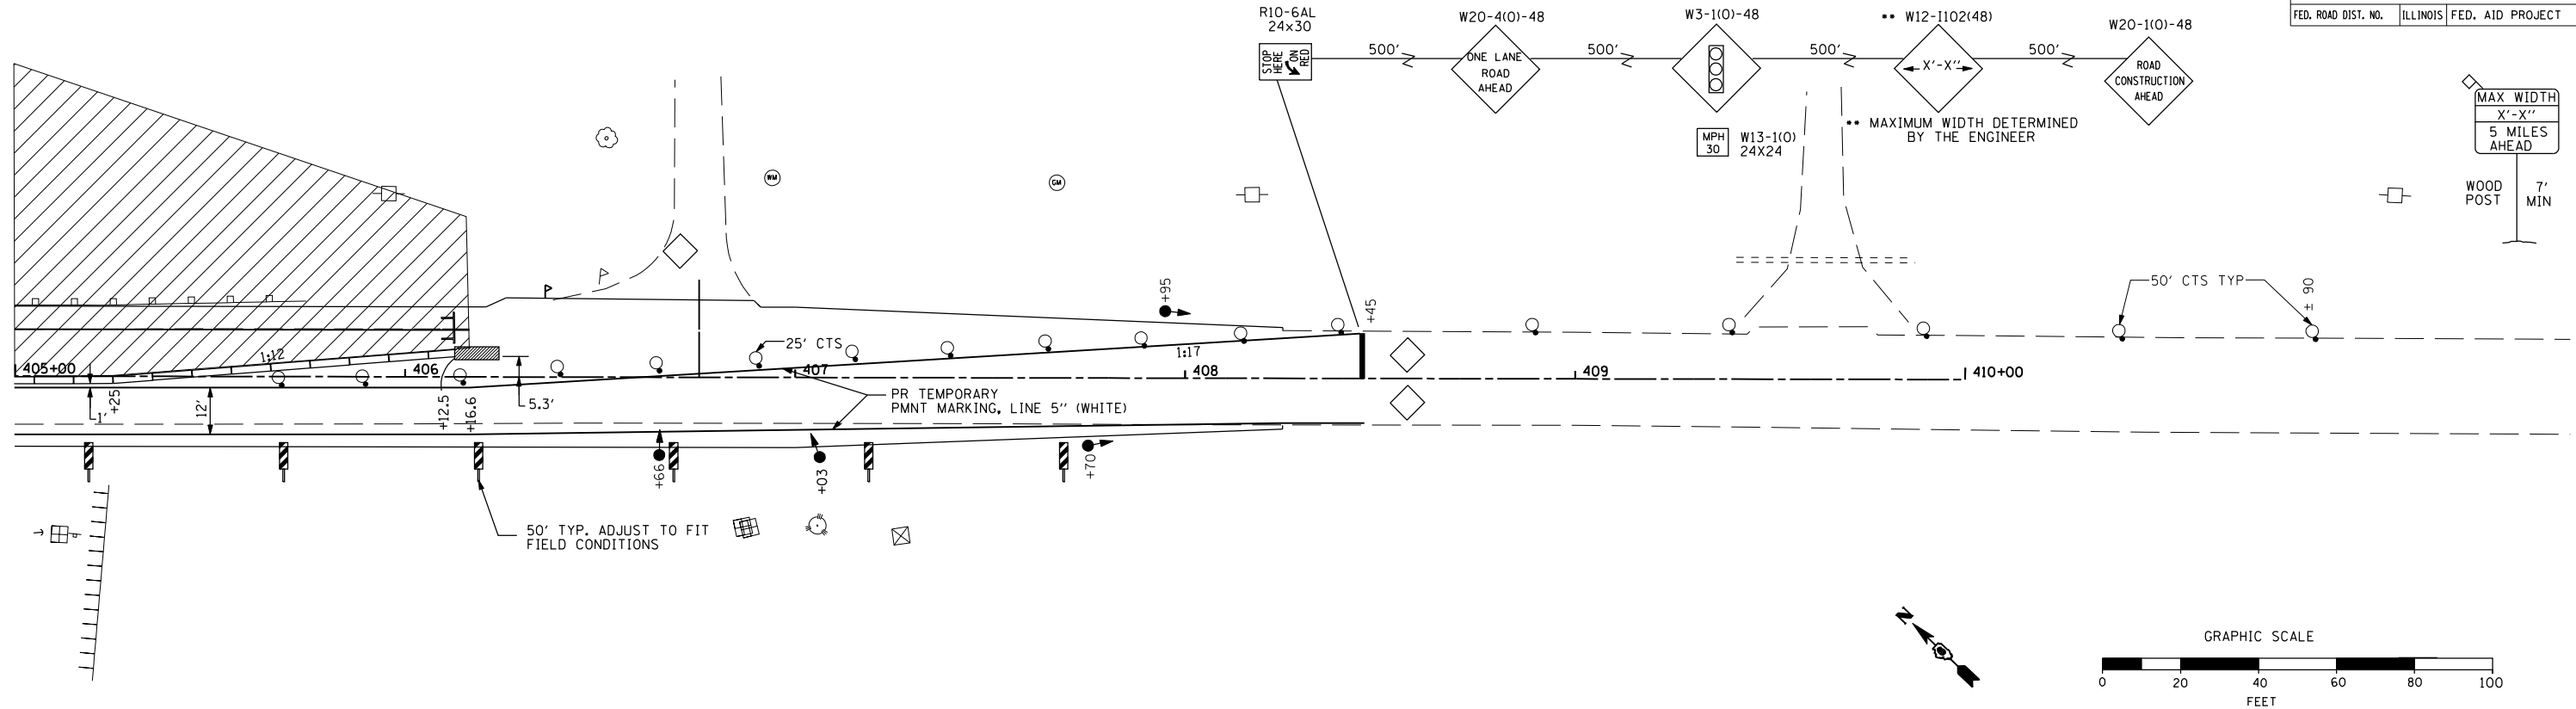 FED. ROAD DIST. NO. ILLINOIS FED. AID PROJECT
R10-6AL
24x30
STOP
HERE
ON
RED
500'
W20-4(O)-48
ONE LANE
ROAD
AHEAD
500'
W3-1(O)-48
500'
** W12-I102(48)
X'-X"
500'
W20-1(O)-48
ROAD
CONSTRUCTION
AHEAD
MPH
30
W13-1(O)
24X24
** MAXIMUM WIDTH DETERMINED
BY THE ENGINEER
MAX WIDTH
X'-X"
5 MILES
AHEAD
WOOD
POST
7'
MIN
WM
GM
+95
+45
50' CTS TYP
± 90
1:12
25' CTS
1:17
405+00
406
407
408
409
410+00
1'
+25
12'
+12.5
+16.6
5.3'
PR TEMPORARY
PMNT MARKING, LINE 5" (WHITE)
+66
+03
+70
50' TYP. ADJUST TO FIT
FIELD CONDITIONS
N
GRAPHIC SCALE
0 20 40 60 80 100
FEET